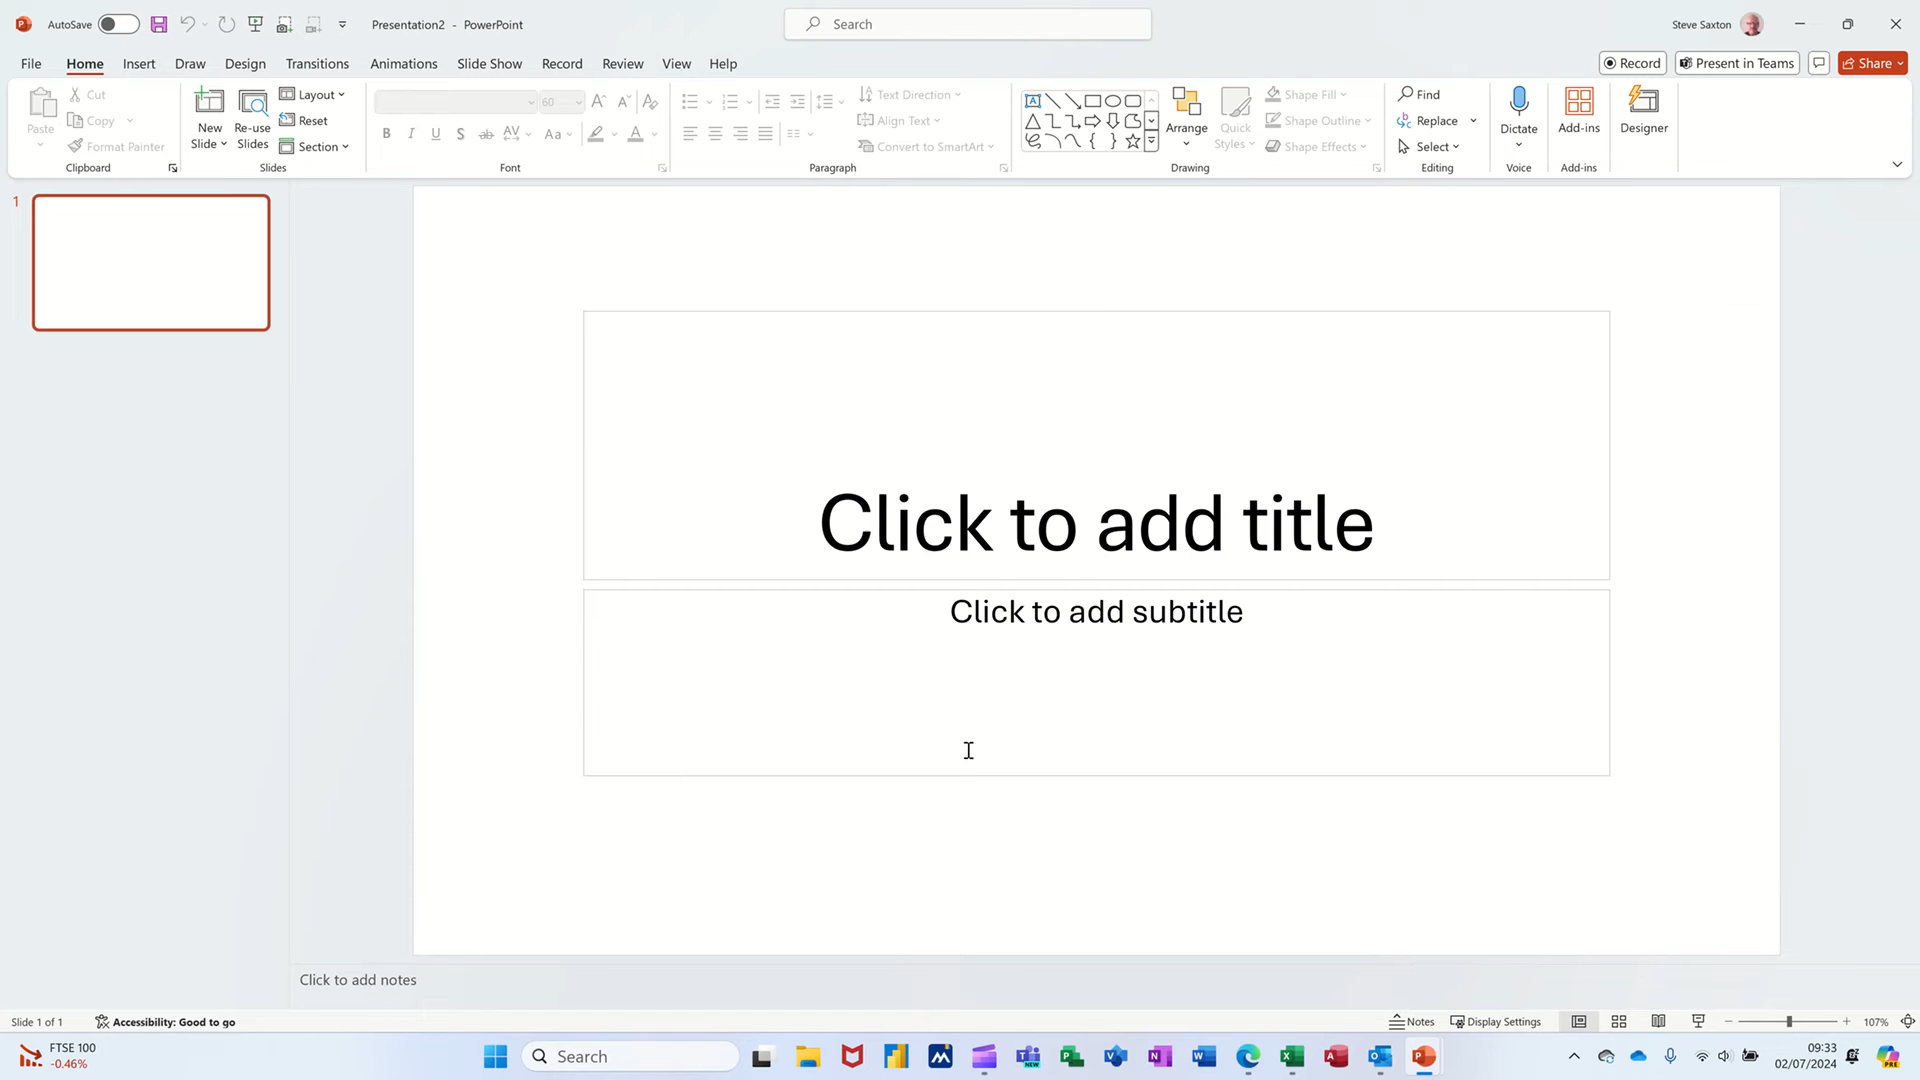 AutoSave
Presentation2 - PowerPoint
Search
Steve Saxton
File Home Insert Draw Design Transitions Animations Slide Show Record Review View Help
Record Present in Teams Share
Paste
Cut
Copy
Format Painter
Clipboard
New Slide
Re-use Slides
Layout
Reset
Section
Slides
60
B I U S ab AV Aa A
Font
Text Direction
Align Text
Convert to SmartArt
Paragraph
Arrange
Quick Styles
Shape Fill
Shape Outline
Shape Effects
Drawing
Find
Replace
Select
Editing
Dictate
Voice
Add-ins
Add-ins
Designer
1
Click to add title
Click to add subtitle
Click to add notes
Slide 1 of 1
Accessibility: Good to go
Notes
Display Settings
107%
FTSE 100
-0.46%
Search
09:33
02/07/2024